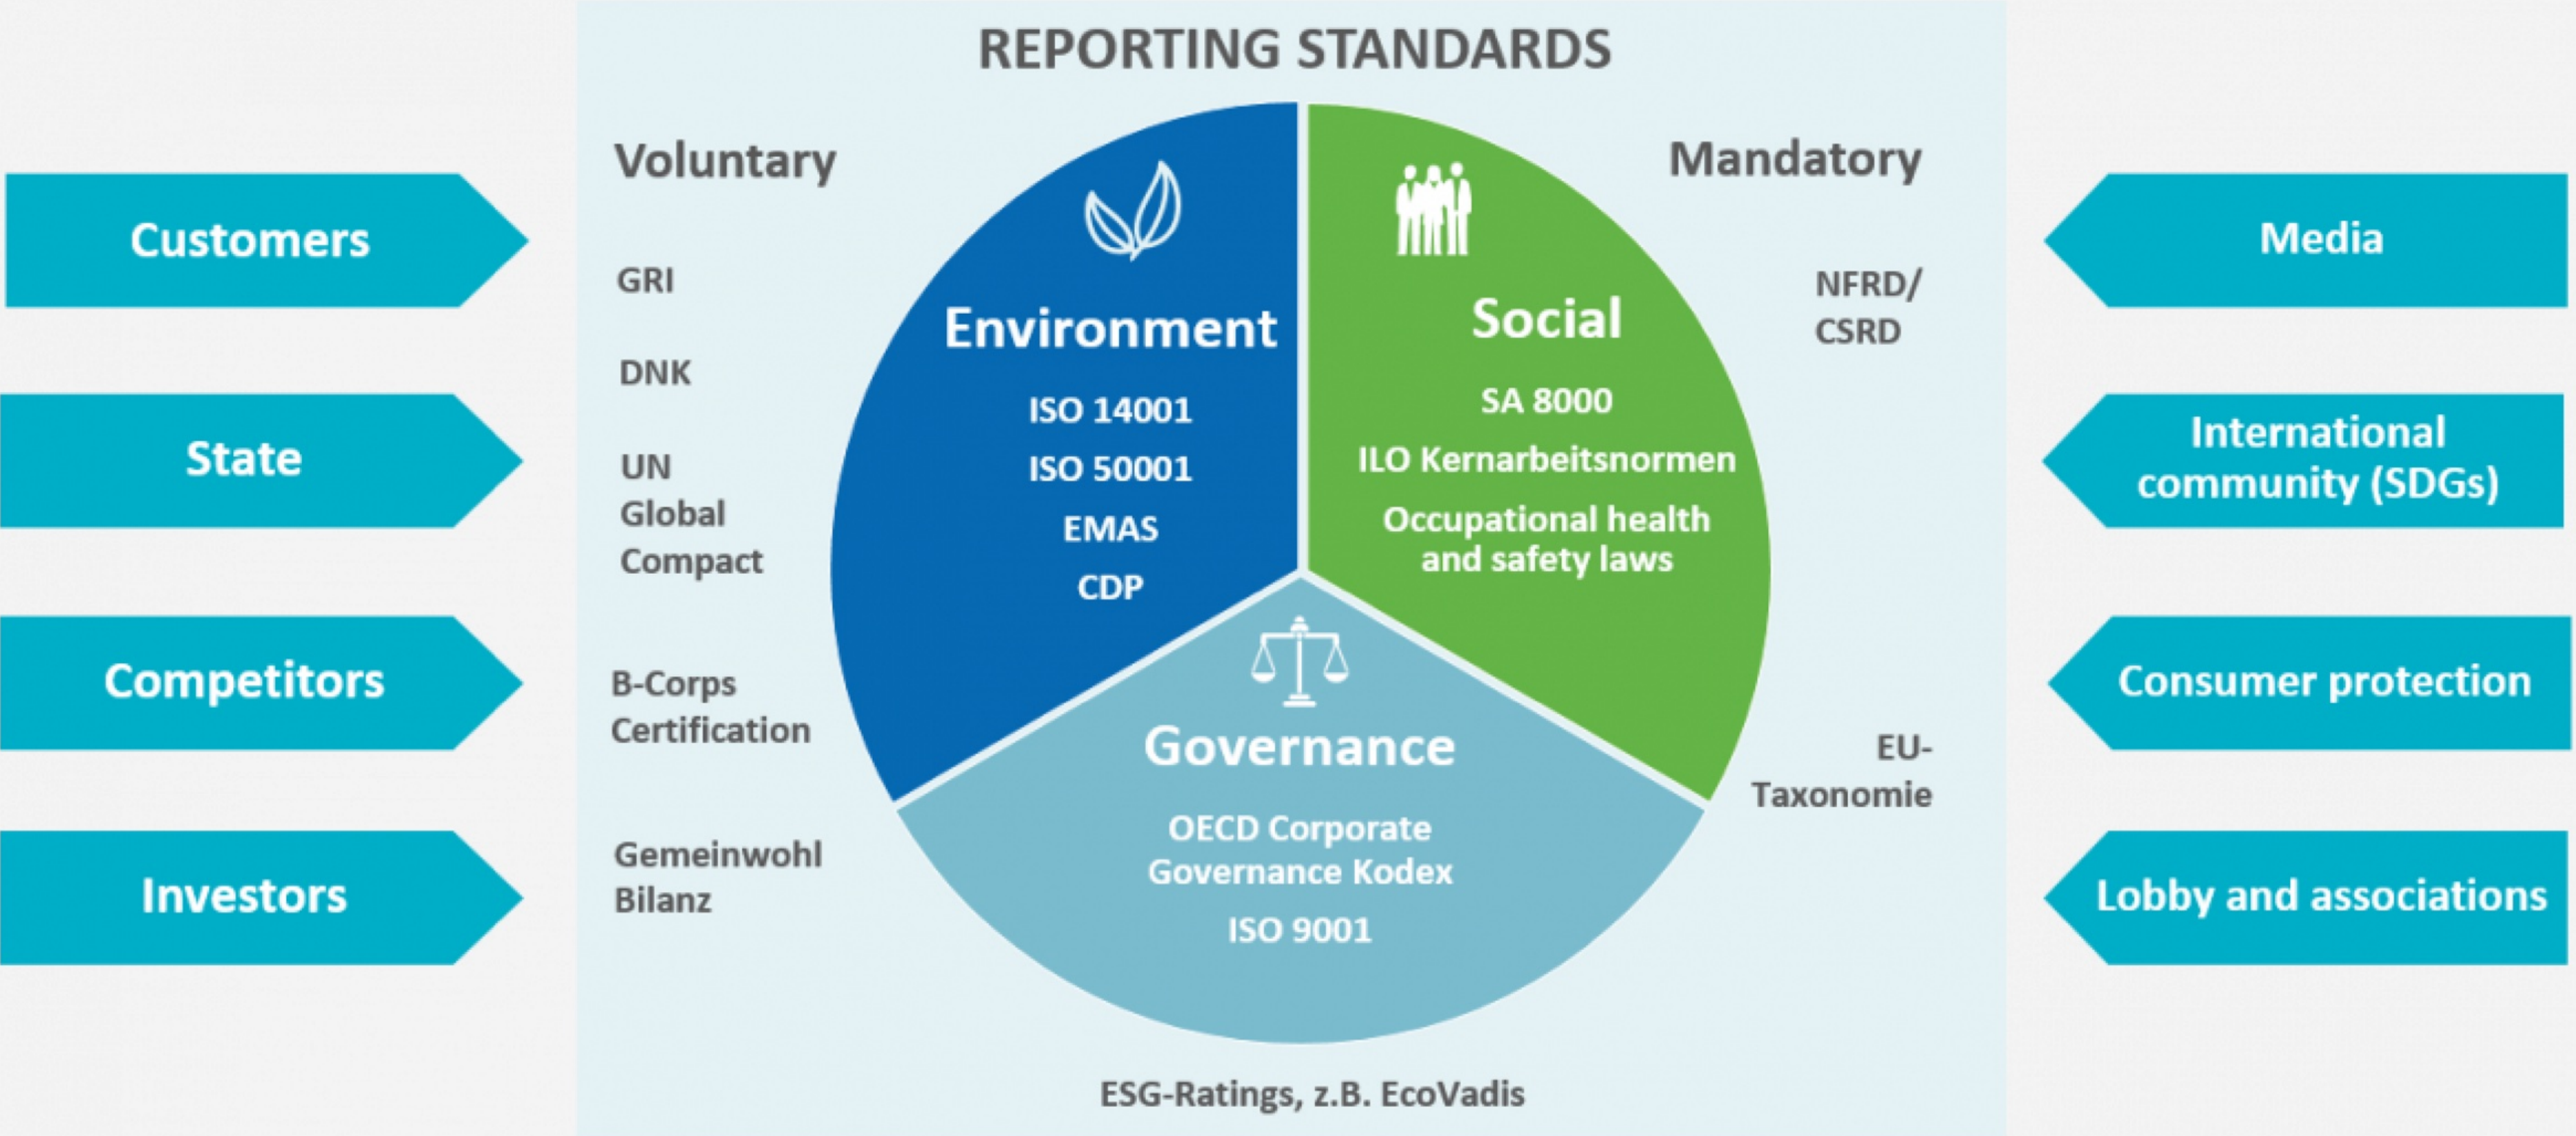 REPORTING STANDARDS
Customers
State
Competitors
Investors
Voluntary
GRI
DNK
UN
Global
Compact
B-Corps
Certification
Gemeinwohl
Bilanz
Environment
ISO 14001
ISO 50001
EMAS
CDP
Social
SA 8000
ILO Kernarbeitsnormen
Occupational health
and safety laws
Governance
OECD Corporate
Governance Kodex
ISO 9001
Mandatory
NFRD/
CSRD
EU-
Taxonomie
ESG-Ratings, z.B. EcoVadis
Media
International
community (SDGs)
Consumer protection
Lobby and associations